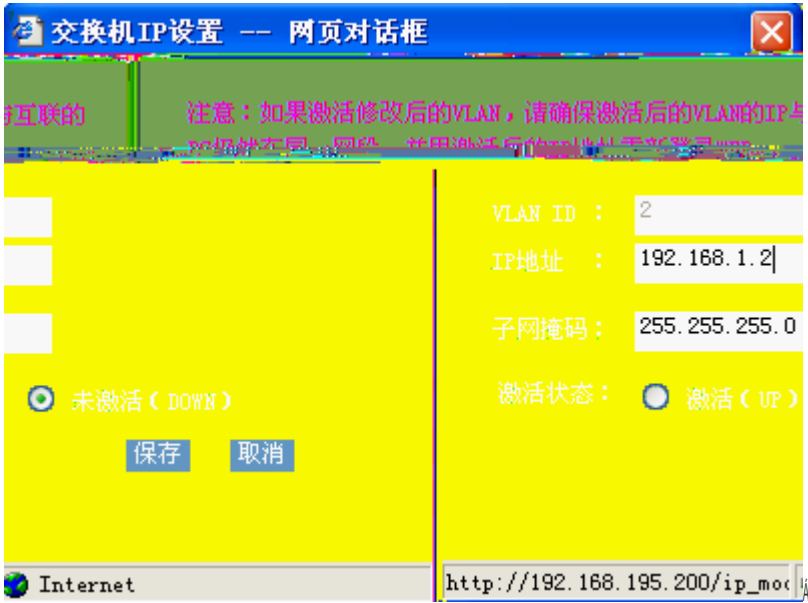 交换机IP设置 -- 网页对话框
互联的
注意：如果激活修改后的VLAN，请确保激活后的VLAN的IP与
VLAN ID ： 2
IP地址 ： 192.168.1.2
子网掩码： 255.255.255.0
未激活（DOWN）
激活状态： 激活（UP）
保存 取消
Internet
http://192.168.195.200/ip_mo